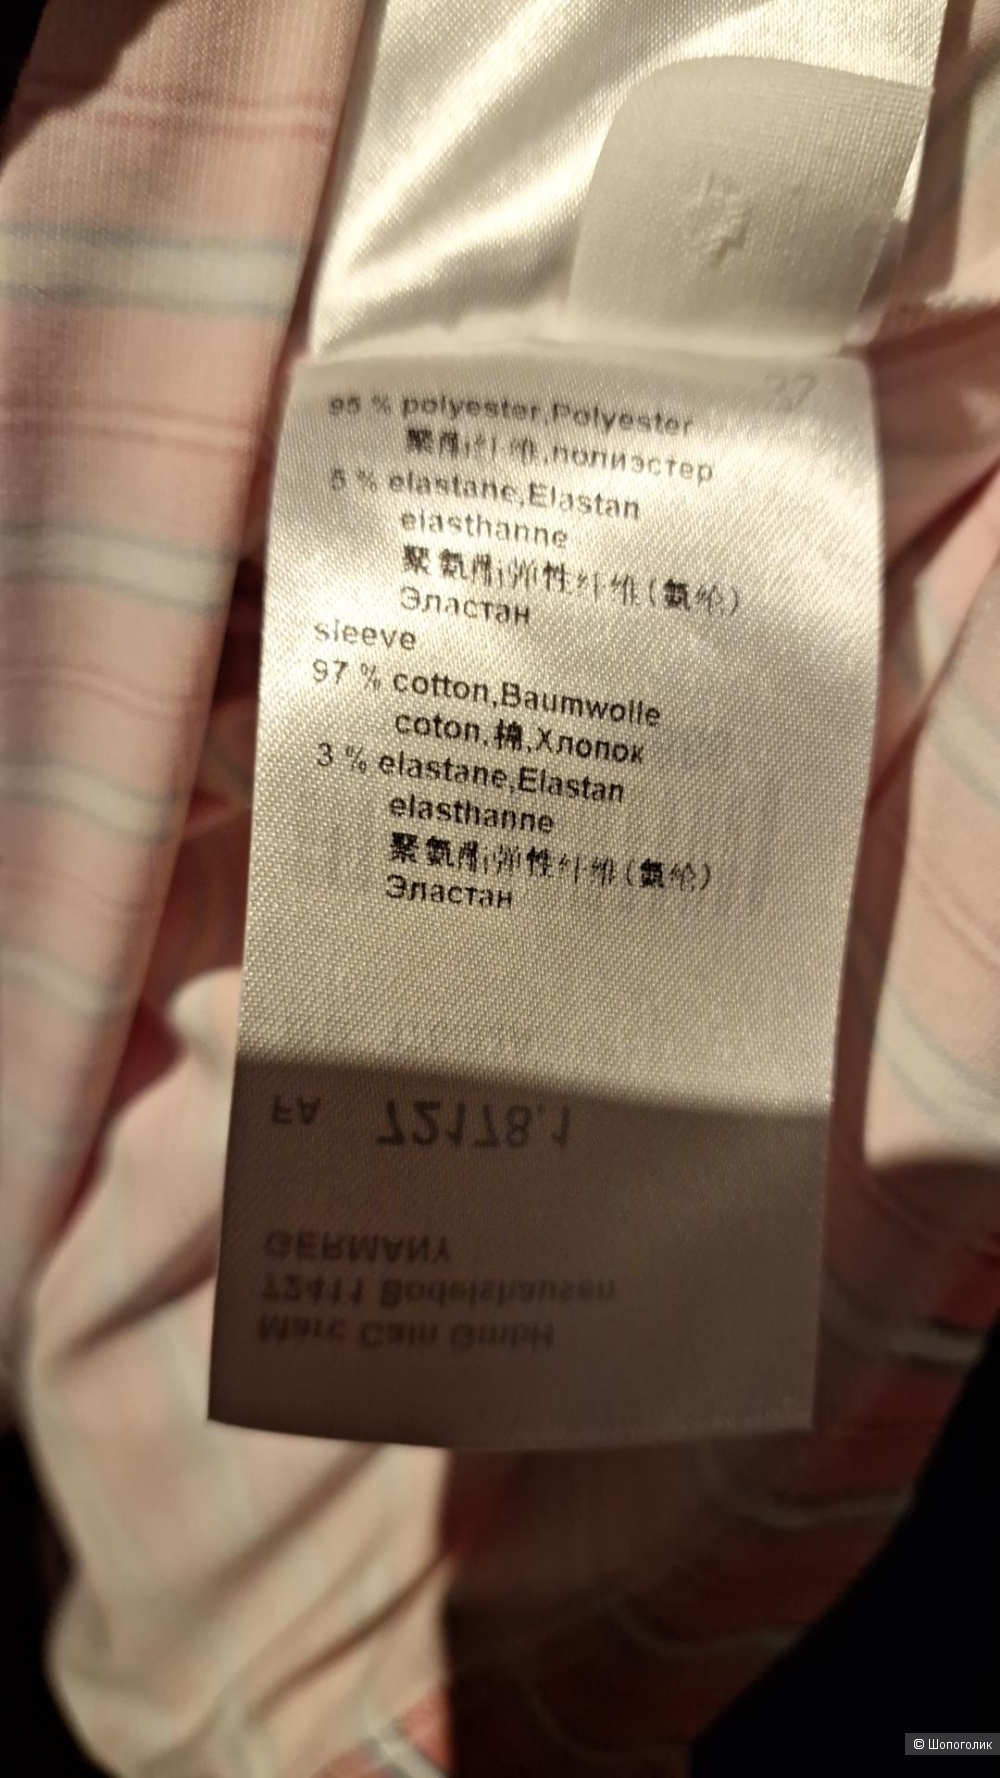 95 % polyester,Polyester
聚酯纤维,полиэстер
5 % elastane,Elastan
elasthanne
聚氨酯弹性纤维(氨纶)
Эластан
sleeve
97 % cotton,Baumwolle
coton,棉,Хлопок
3 % elastane,Elastan
elasthanne
聚氨酯弹性纤维(氨纶)
Эластан
FA 72178.1
GERMANY
72411 Bodelshausen
Marc Cain GmbH
© Шопоголик